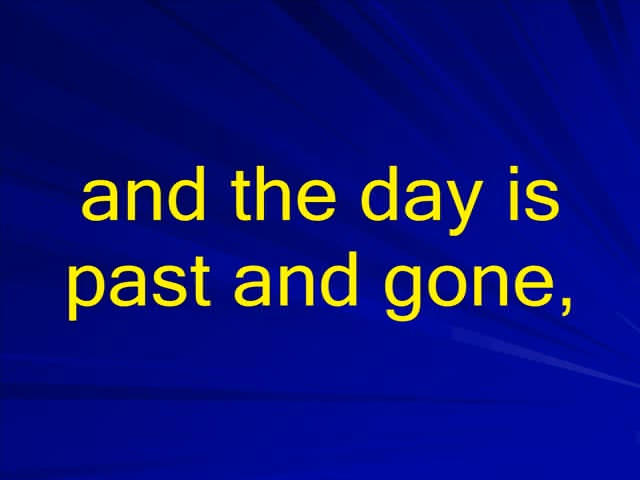 and the day is
past and gone,